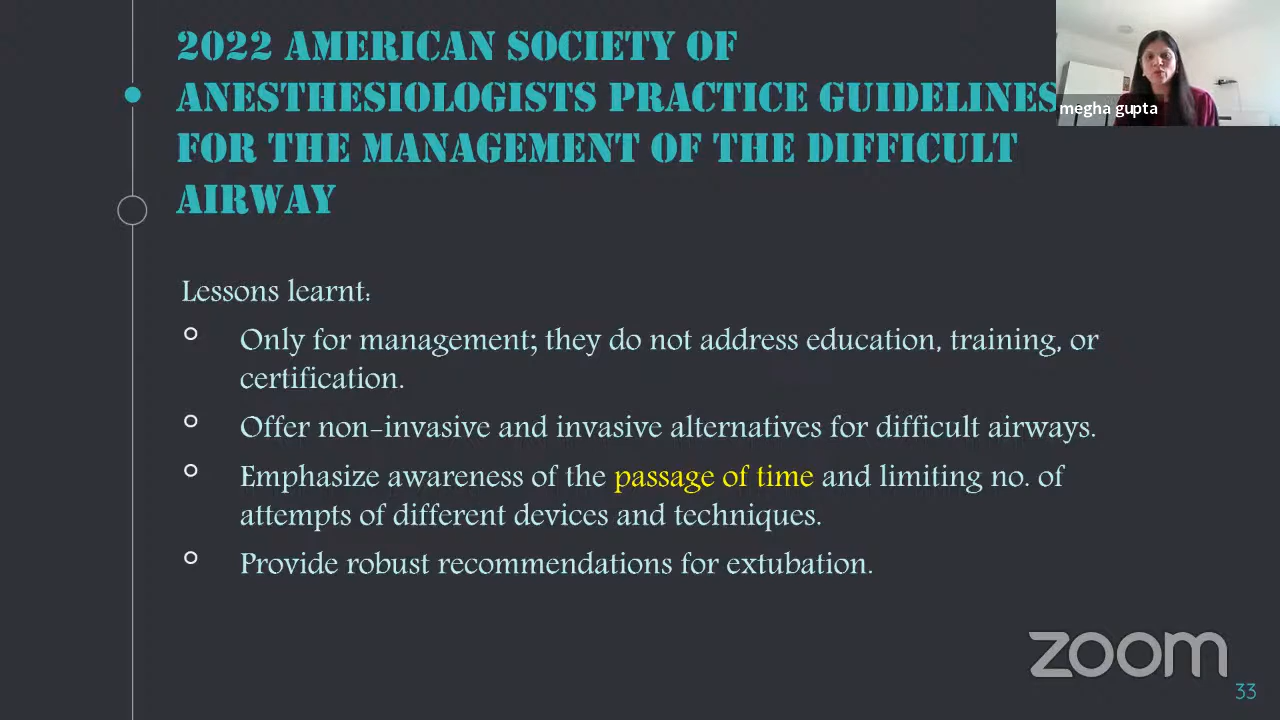 2022 AMERICAN SOCIETY OF
ANESTHESIOLOGISTS PRACTICE GUIDELINES
FOR THE MANAGEMENT OF THE DIFFICULT
AIRWAY
megha gupta
Lessons learnt:
Only for management; they do not address education, training, or
certification.
Offer non-invasive and invasive alternatives for difficult airways.
Emphasize awareness of the passage of time and limiting no. of
attempts of different devices and techniques.
Provide robust recommendations for extubation.
zoom
33